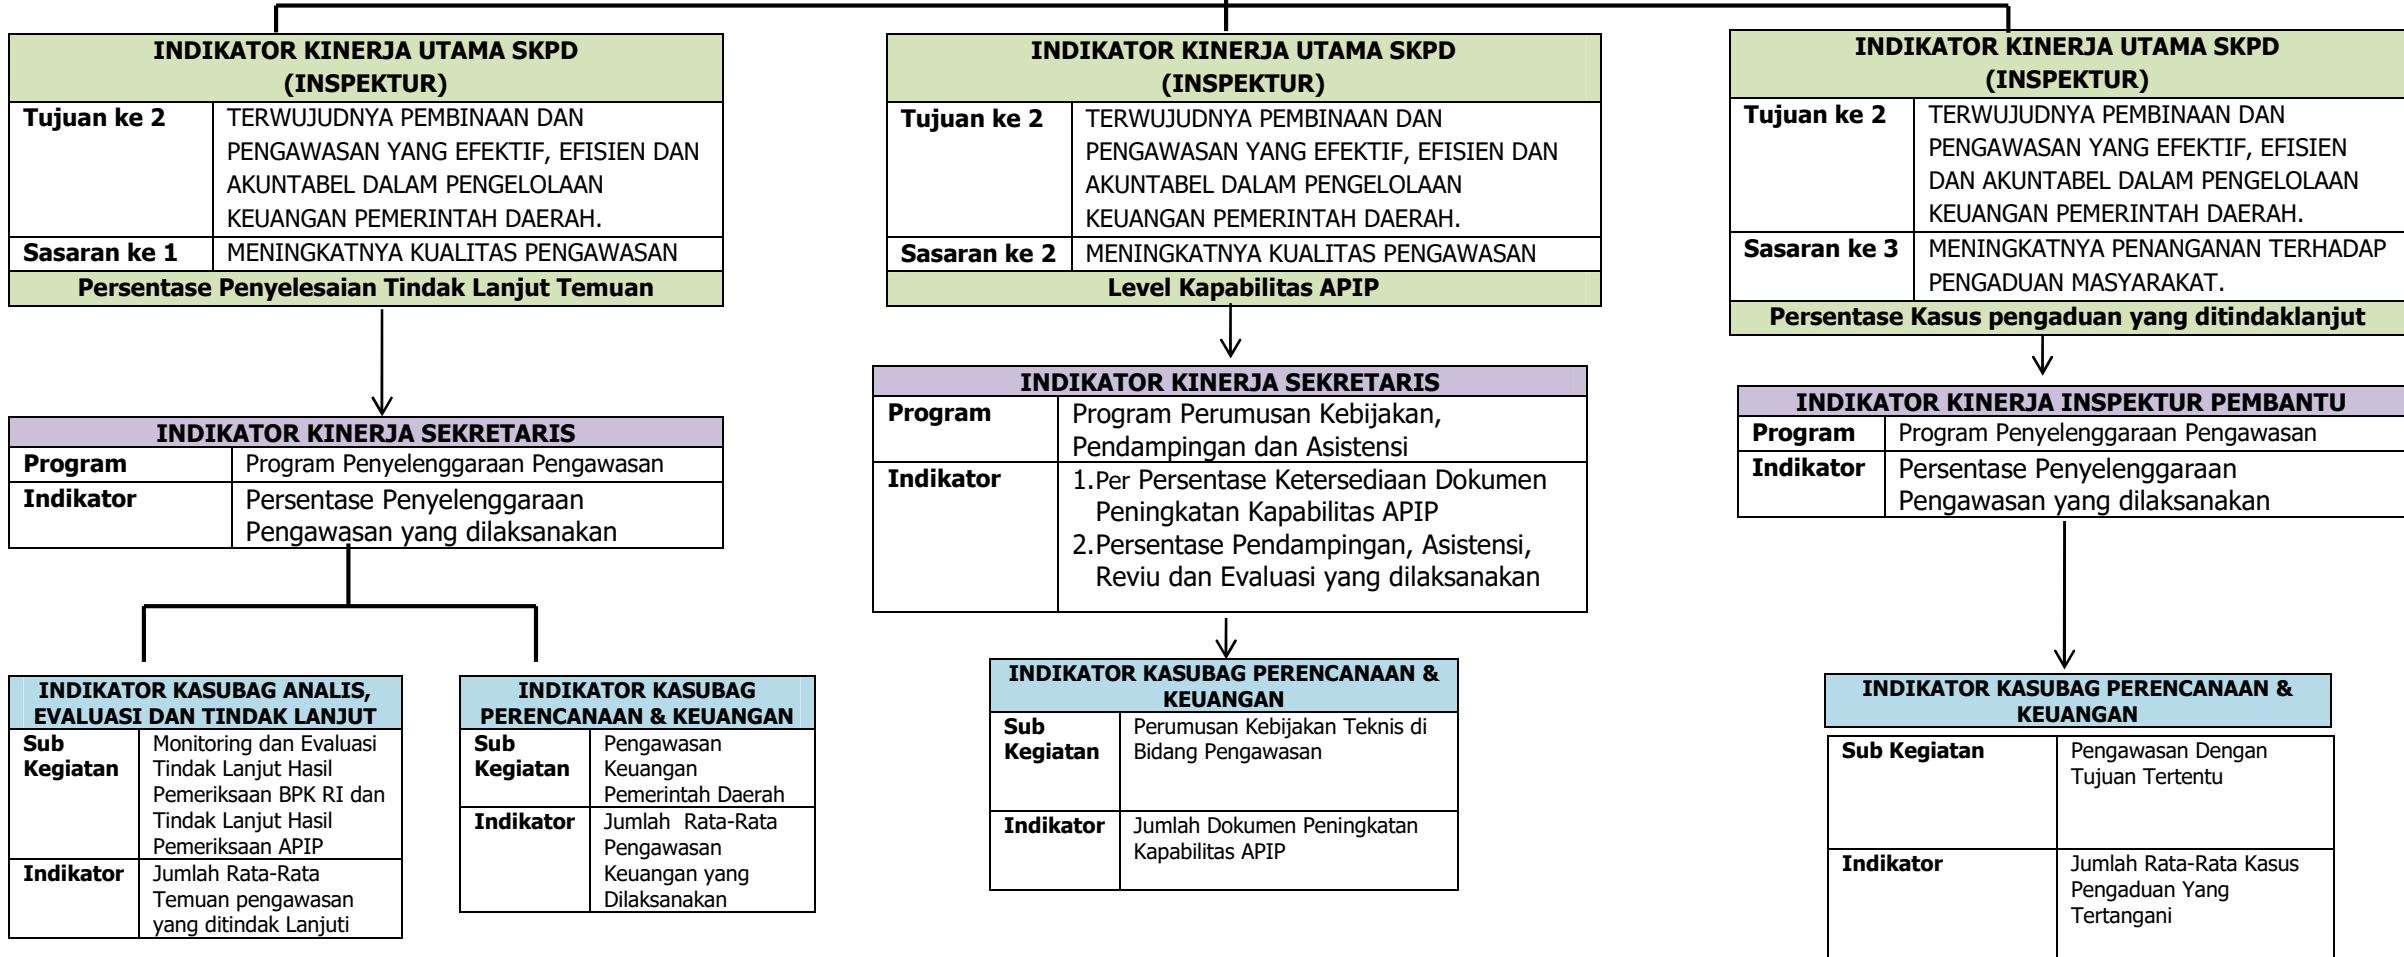 INDIKATOR KINERJA UTAMA SKPD
(INSPEKTUR)
Tujuan ke 2
TERWUJUDNYA PEMBINAAN DAN
PENGAWASAN YANG EFEKTIF, EFISIEN DAN
AKUNTABEL DALAM PENGELOLAAN
KEUANGAN PEMERINTAH DAERAH.
Sasaran ke 1
MENINGKATNYA KUALITAS PENGAWASAN
Persentase Penyelesaian Tindak Lanjut Temuan
INDIKATOR KINERJA SEKRETARIS
Program
Program Penyelenggaraan Pengawasan
Indikator
Persentase Penyelenggaraan
Pengawasan yang dilaksanakan
INDIKATOR KASUBAG ANALIS,
EVALUASI DAN TINDAK LANJUT
Sub
Kegiatan
Monitoring dan Evaluasi
Tindak Lanjut Hasil
Pemeriksaan BPK RI dan
Tindak Lanjut Hasil
Pemeriksaan APIP
Indikator
Jumlah Rata-Rata
Temuan pengawasan
yang ditindak Lanjuti
INDIKATOR KASUBAG
PERENCANAAN & KEUANGAN
Sub
Kegiatan
Pengawasan
Keuangan
Pemerintah Daerah
Indikator
Jumlah Rata-Rata
Pengawasan
Keuangan yang
Dilaksanakan
INDIKATOR KINERJA UTAMA SKPD
(INSPEKTUR)
Tujuan ke 2
TERWUJUDNYA PEMBINAAN DAN
PENGAWASAN YANG EFEKTIF, EFISIEN DAN
AKUNTABEL DALAM PENGELOLAAN
KEUANGAN PEMERINTAH DAERAH.
Sasaran ke 2
MENINGKATNYA KUALITAS PENGAWASAN
Level Kapabilitas APIP
INDIKATOR KINERJA SEKRETARIS
Program
Program Perumusan Kebijakan,
Pendampingan dan Asistensi
Indikator
1.Per Persentase Ketersediaan Dokumen
Peningkatan Kapabilitas APIP
2.Persentase Pendampingan, Asistensi,
Reviu dan Evaluasi yang dilaksanakan
INDIKATOR KASUBAG PERENCANAAN &
KEUANGAN
Sub
Kegiatan
Perumusan Kebijakan Teknis di
Bidang Pengawasan
Indikator
Jumlah Dokumen Peningkatan
Kapabilitas APIP
INDIKATOR KINERJA UTAMA SKPD
(INSPEKTUR)
Tujuan ke 2
TERWUJUDNYA PEMBINAAN DAN
PENGAWASAN YANG EFEKTIF, EFISIEN
DAN AKUNTABEL DALAM PENGELOLAAN
KEUANGAN PEMERINTAH DAERAH.
Sasaran ke 3
MENINGKATNYA PENANGANAN TERHADAP
PENGADUAN MASYARAKAT.
Persentase Kasus pengaduan yang ditindaklanjut
INDIKATOR KINERJA INSPEKTUR PEMBANTU
Program
Program Penyelenggaraan Pengawasan
Indikator
Persentase Penyelenggaraan
Pengawasan yang dilaksanakan
INDIKATOR KASUBAG PERENCANAAN &
KEUANGAN
Sub Kegiatan
Pengawasan Dengan
Tujuan Tertentu
Indikator
Jumlah Rata-Rata Kasus
Pengaduan Yang
Tertangani